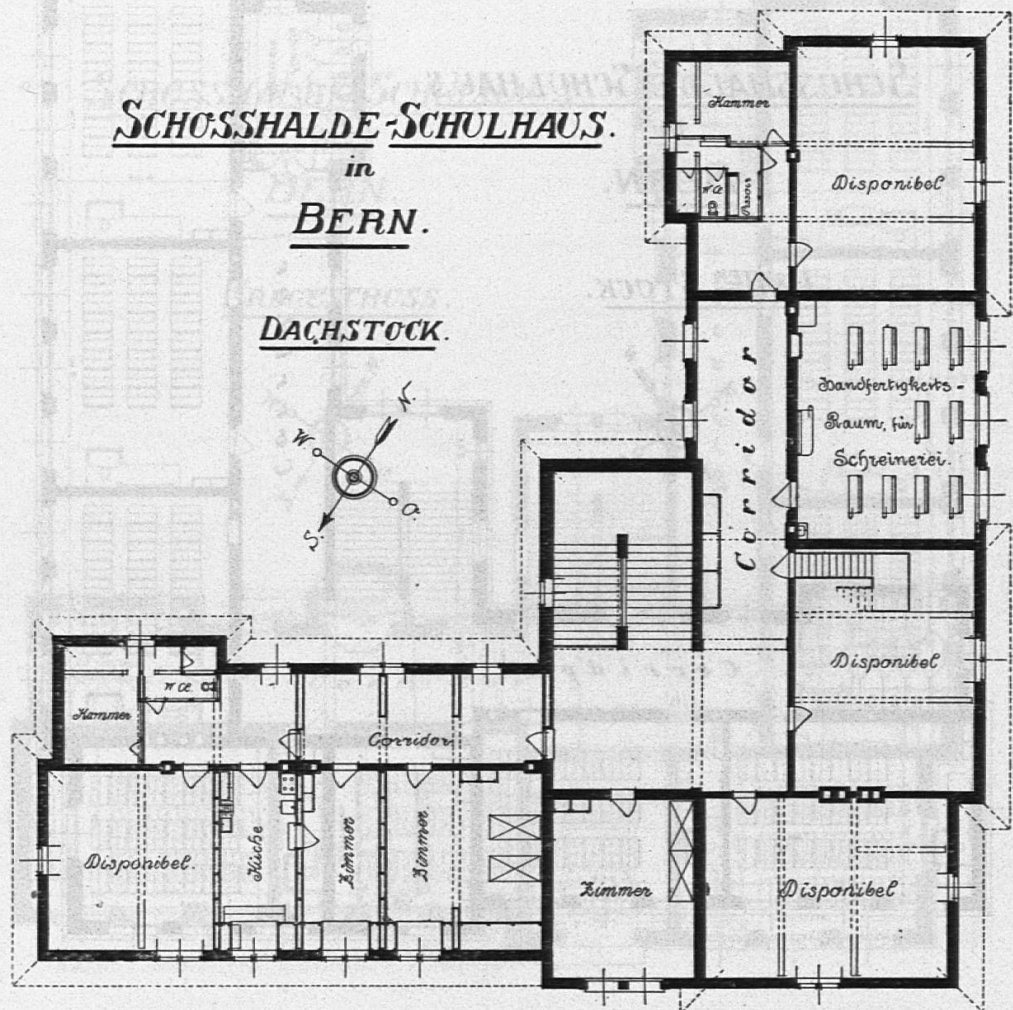 SCHOSSHALDE-SCHULHAUS.
in
BERN.
DACHSTOCK.
N.
W
O.
S.
Kammer
Disponibel
Pissoir
Corridor
Handfertigkeits-
Raum, für
Schreinerei.
Disponibel
Kammer
Corridor
Disponibel
Küche
Zimmer
Zimmer
Zimmer
Disponibel